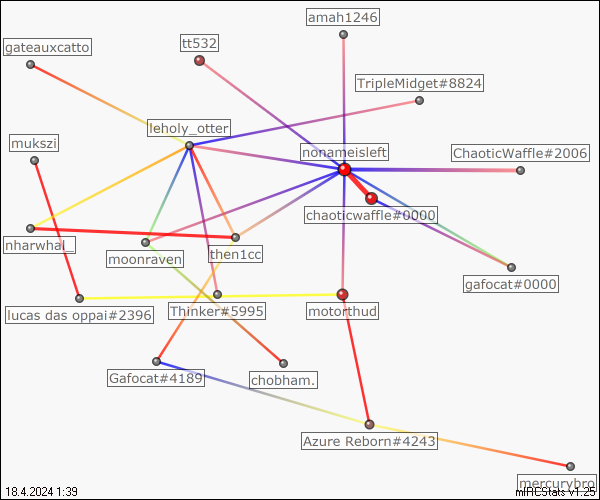 amah1246
tt532
gateauxcatto
TripleMidget#8824
leholy_otter
mukszi
nonameisleft
ChaoticWaffle#2006
chaoticwaffle#0000
nharwhal_
then1cc
moonraven
gafocat#0000
lucas das oppai#2396
Thinker#5995
motorthud
Gafocat#4189
chobham.
Azure Reborn#4243
mercurybro
18.4.2024 1:39
mIRCStats v1.25